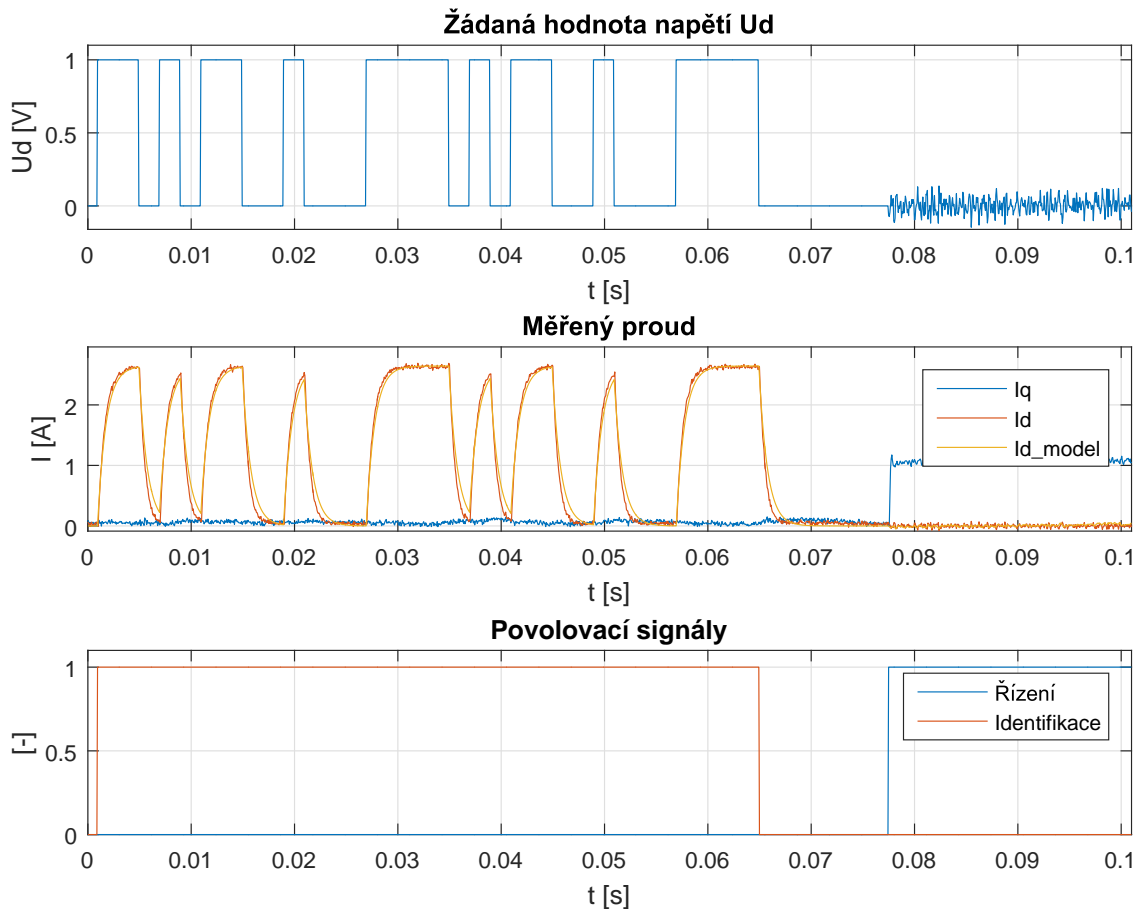 Žádaná hodnota napětí Ud
Ud [V]
1
0.5
0
0 0.01 0.02 0.03 0.04 0.05 0.06 0.07 0.08 0.09 0.1
t [s]
Měřený proud
I [A]
2
1
0
Iq
Id
Id_model
0 0.01 0.02 0.03 0.04 0.05 0.06 0.07 0.08 0.09 0.1
t [s]
Povolovací signály
[-]
1
0.5
0
Řízení
Identifikace
0 0.01 0.02 0.03 0.04 0.05 0.06 0.07 0.08 0.09 0.1
t [s]